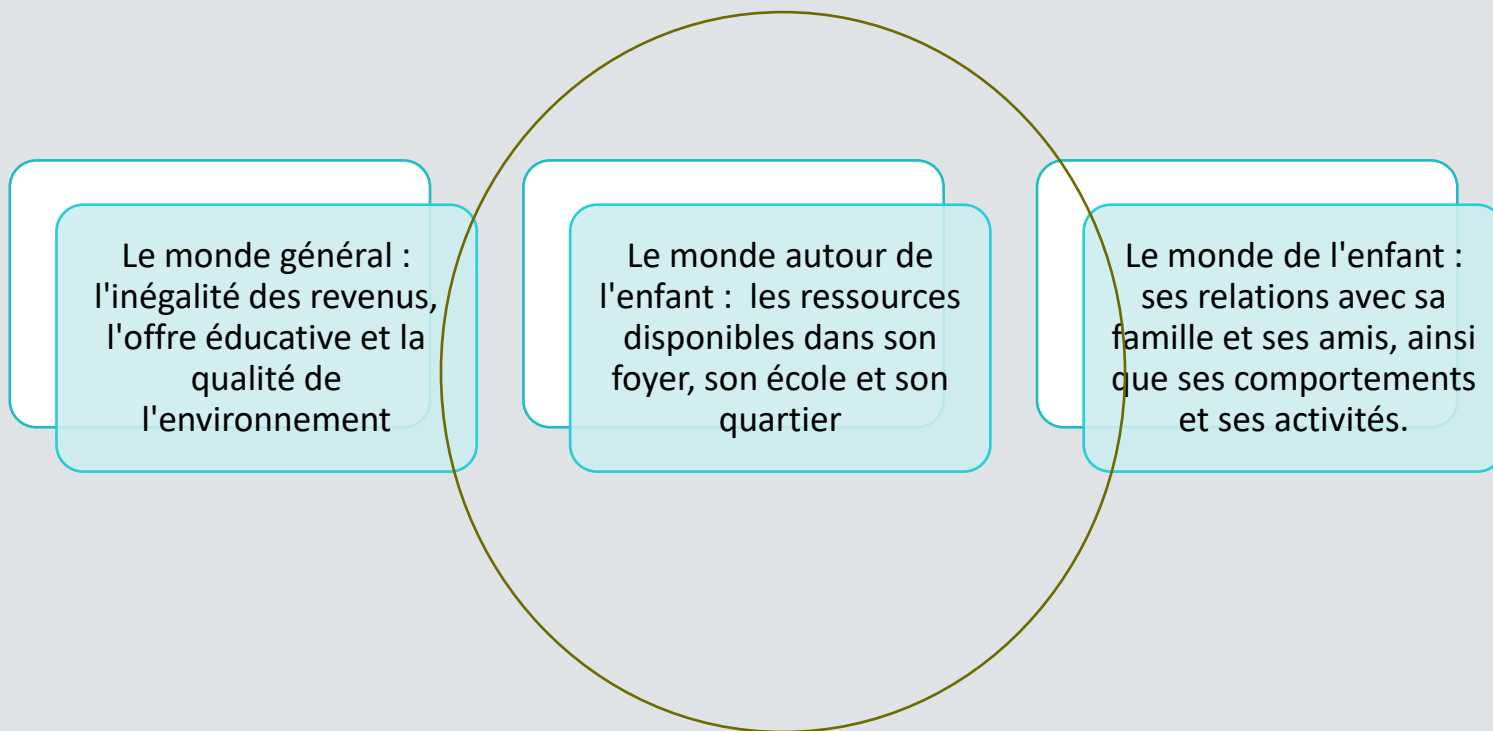 Le monde général :
l'inégalité des revenus,
l'offre éducative et la
qualité de
l'environnement
Le monde autour de
l'enfant :  les ressources
disponibles dans son
foyer, son école et son
quartier
Le monde de l'enfant :
ses relations avec sa
famille et ses amis, ainsi
que ses comportements
et ses activités.